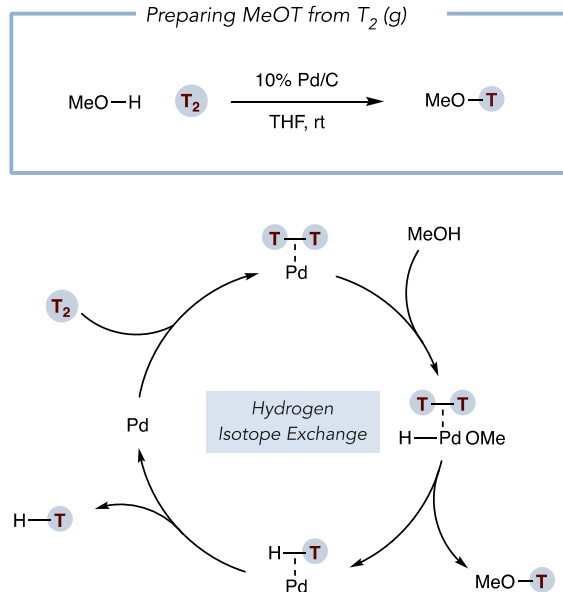 Preparing MeOT from T₂ (g)
MeO–H T₂ 10% Pd/C MeO–T
THF, rt
T–T
Pd
MeOH
T₂
T–T
H–Pd OMe
Hydrogen
Isotope Exchange
Pd
H–T
H–T
Pd
MeO–T